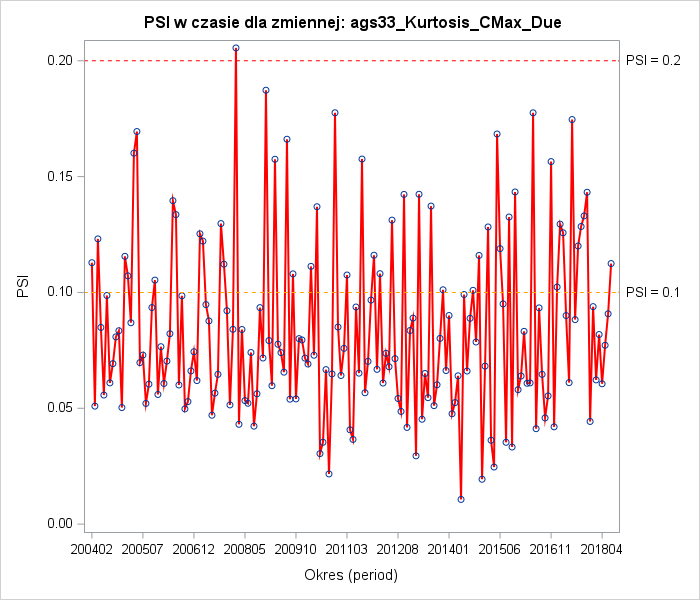 PSI w czasie dla zmiennej: ags33_Kurtosis_CMax_Due
0.20
PSI = 0.2
0.15
PSI
0.10
PSI = 0.1
0.05
0.00
200402 200507 200612 200805 200910 201103 201208 201401 201506 201611 201804
Okres (period)